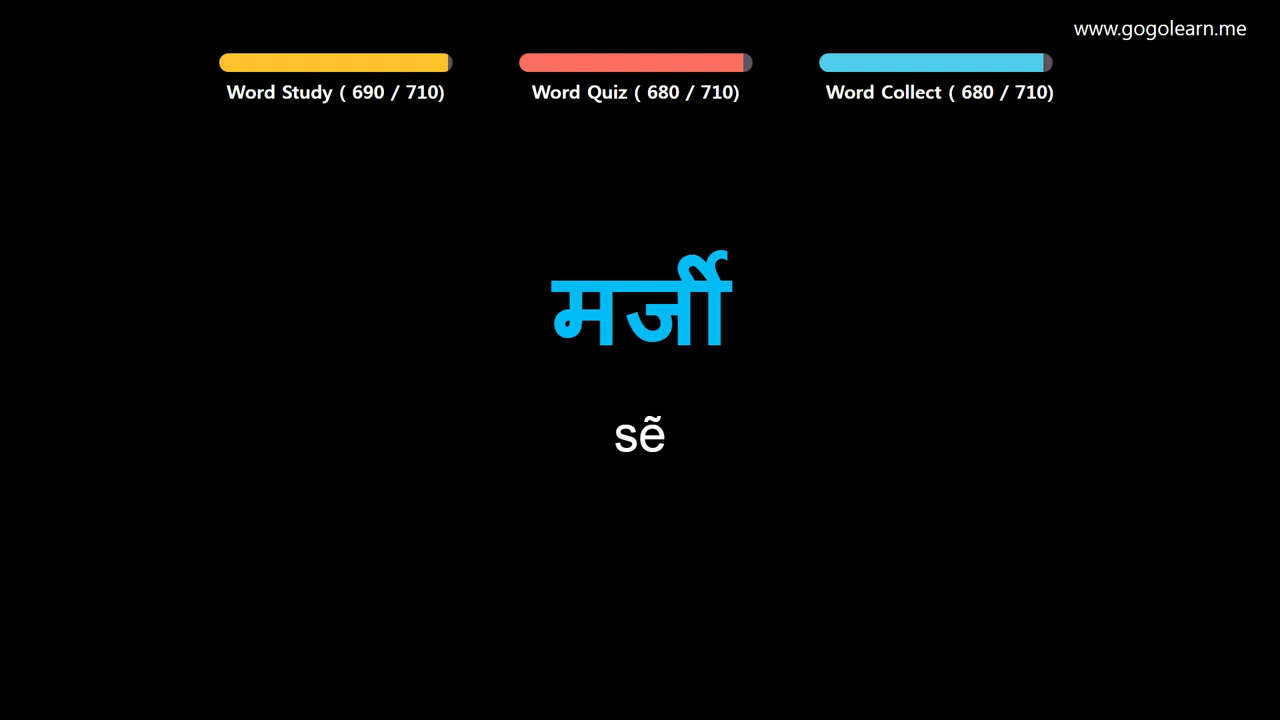 www.gogolearn.me
Word Study ( 690 / 710)
Word Quiz ( 680 / 710)
Word Collect ( 680 / 710)
मर्जी
sẽ